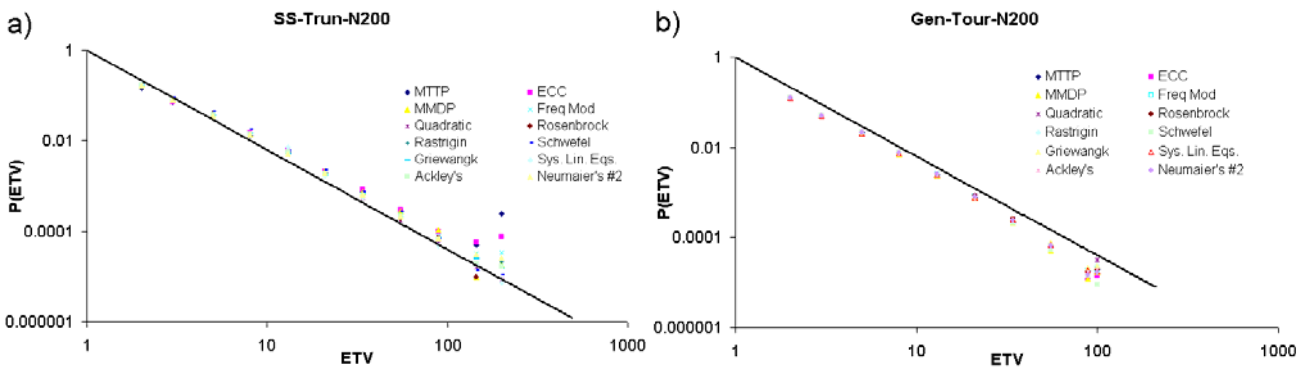 a)
SS-Trun-N200
1
0.01
0.0001
0.000001
P(ETV)
1 10 100 1000
ETV
MTTP ECC
MMDP Freq Mod
Quadratic Rosenbrock
Rastrigin Schwefel
Griewangk Sys. Lin. Eqs.
Ackley's Neumaier's #2
b)
Gen-Tour-N200
1
0.01
0.0001
0.000001
P(ETV)
1 10 100 1000
ETV
MTTP ECC
MMDP Freq Mod
Quadratic Rosenbrock
Rastrigin Schwefel
Griewangk Sys. Lin. Eqs.
Ackley's Neumaier's #2